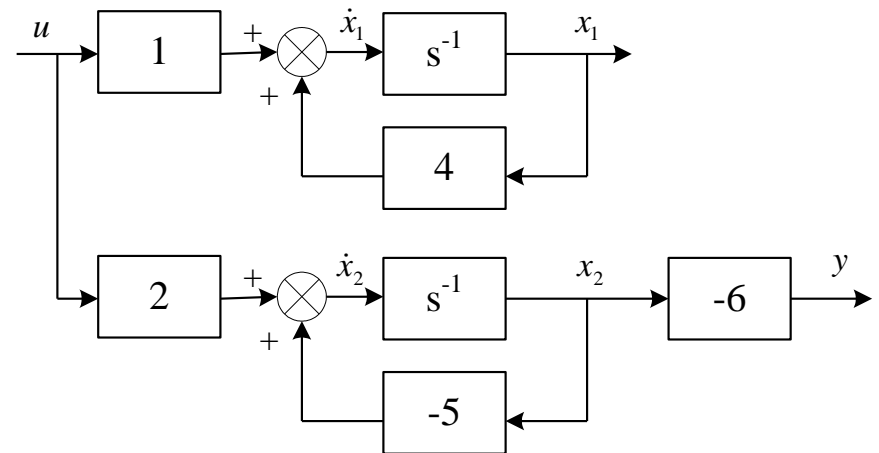 u
1
+
+
ẋ₁
s⁻¹
x₁
4
2
+
+
ẋ₂
s⁻¹
x₂
-6
y
-5